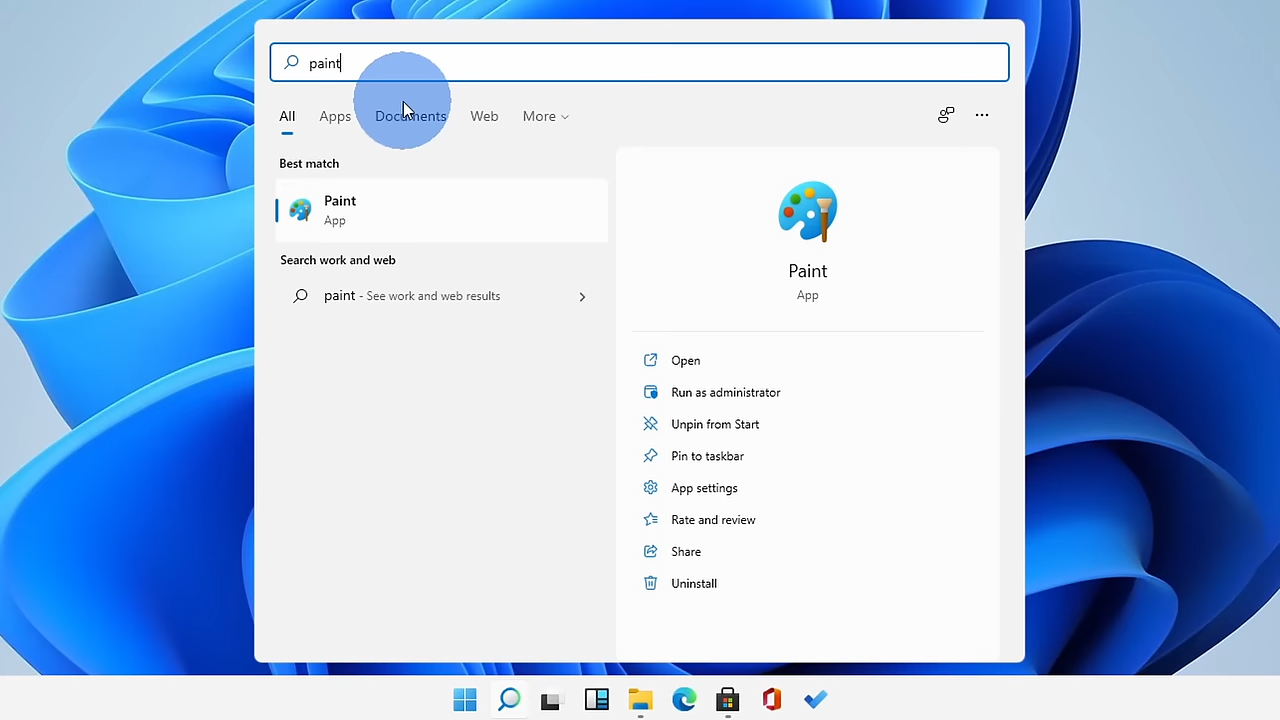 paint
All Apps Documents Web More
Best match
Paint
App
Search work and web
paint - See work and web results
Paint
App
Open
Run as administrator
Unpin from Start
Pin to taskbar
App settings
Rate and review
Share
Uninstall